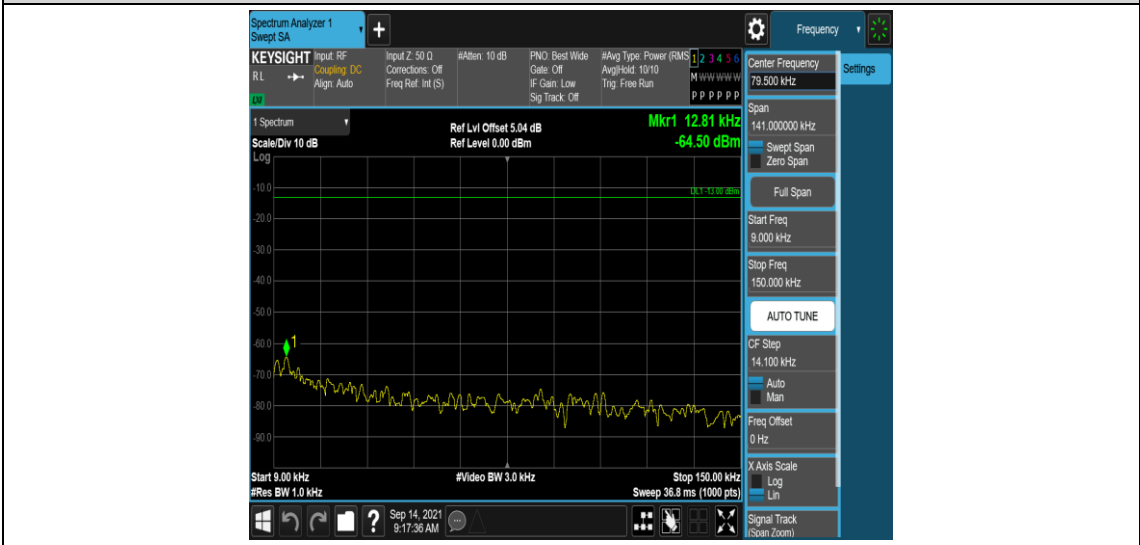 Spectrum Analyzer 1
Swept SA
Frequency
KEYSIGHT
RL
LXI
Input: RF
Coupling: DC
Align: Auto
Input Z: 50 Ω
Corrections: Off
Freq Ref: Int (S)
#Atten: 10 dB
PNO: Best Wide
Gate: Off
IF Gain: Low
Sig Track: Off
#Avg Type: Power (RMS
Avg|Hold: 10/10
Trig: Free Run
1 2 3 4 5 6
M W W W W W
P P P P P P
Center Frequency
79.500 kHz
Settings
Span
141.000000 kHz
Swept Span
Zero Span
Full Span
Start Freq
9.000 kHz
Stop Freq
150.000 kHz
AUTO TUNE
CF Step
14.100 kHz
Auto
Man
Freq Offset
0 Hz
X Axis Scale
Log
Lin
Signal Track
(Span Zoom)
1 Spectrum
Scale/Div 10 dB
Log
Ref Lvl Offset 5.04 dB
Ref Level 0.00 dBm
Mkr1 12.81 kHz
-64.50 dBm
DL1 -13.00 dBm
-10.0
-20.0
-30.0
-40.0
-50.0
-60.0
-70.0
-80.0
-90.0
1
Start 9.00 kHz
#Video BW 3.0 kHz
Stop 150.00 kHz
#Res BW 1.0 kHz
Sweep 36.8 ms (1000 pts)
?
Sep 14, 2021
9:17:36 AM